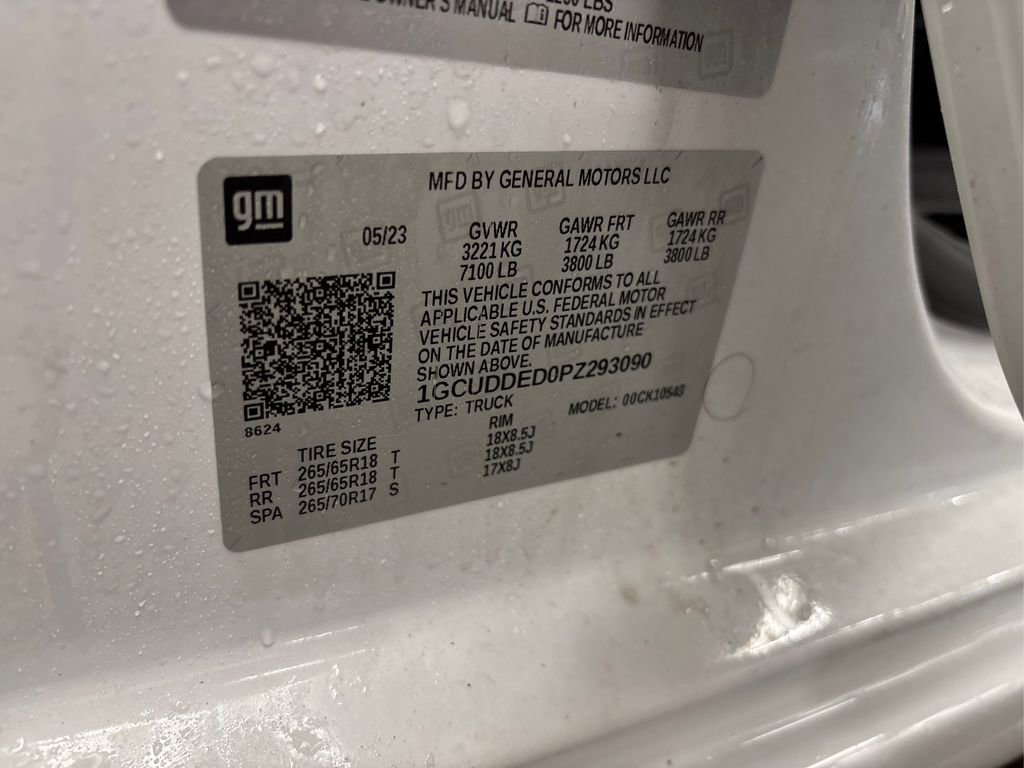 LBS
OWNER'S MANUAL FOR MORE INFORMATION
gm
MFD BY GENERAL MOTORS LLC
05/23 GVWR GAWR FRT GAWR RR
3221 KG 1724 KG 1724 KG
7100 LB 3800 LB 3800 LB
THIS VEHICLE CONFORMS TO ALL
APPLICABLE U.S. FEDERAL MOTOR
VEHICLE SAFETY STANDARDS IN EFFECT
ON THE DATE OF MANUFACTURE
SHOWN ABOVE.
1GCUDDED0PZ293090
TYPE: TRUCK MODEL: 00CK10543
8624
TIRE SIZE RIM
FRT 265/65R18 T 18X8.5J
RR 265/65R18 T 18X8.5J
SPA 265/70R17 S 17X8J